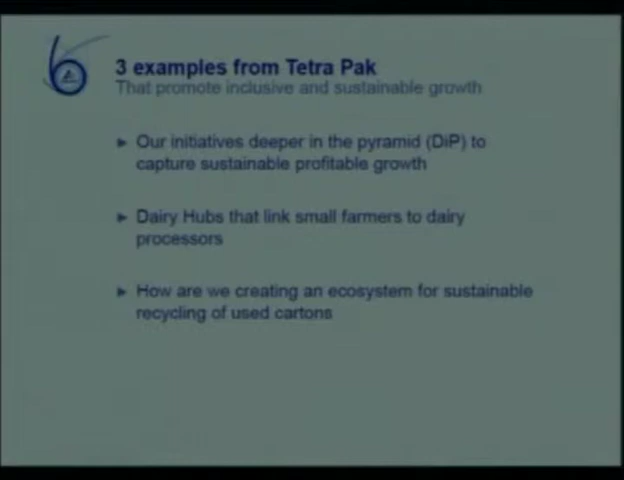 3 examples from Tetra Pak
That promote inclusive and sustainable growth
► Our initiatives deeper in the pyramid (DiP) to
capture sustainable profitable growth
► Dairy Hubs that link small farmers to dairy
processors
► How are we creating an ecosystem for sustainable
recycling of used cartons